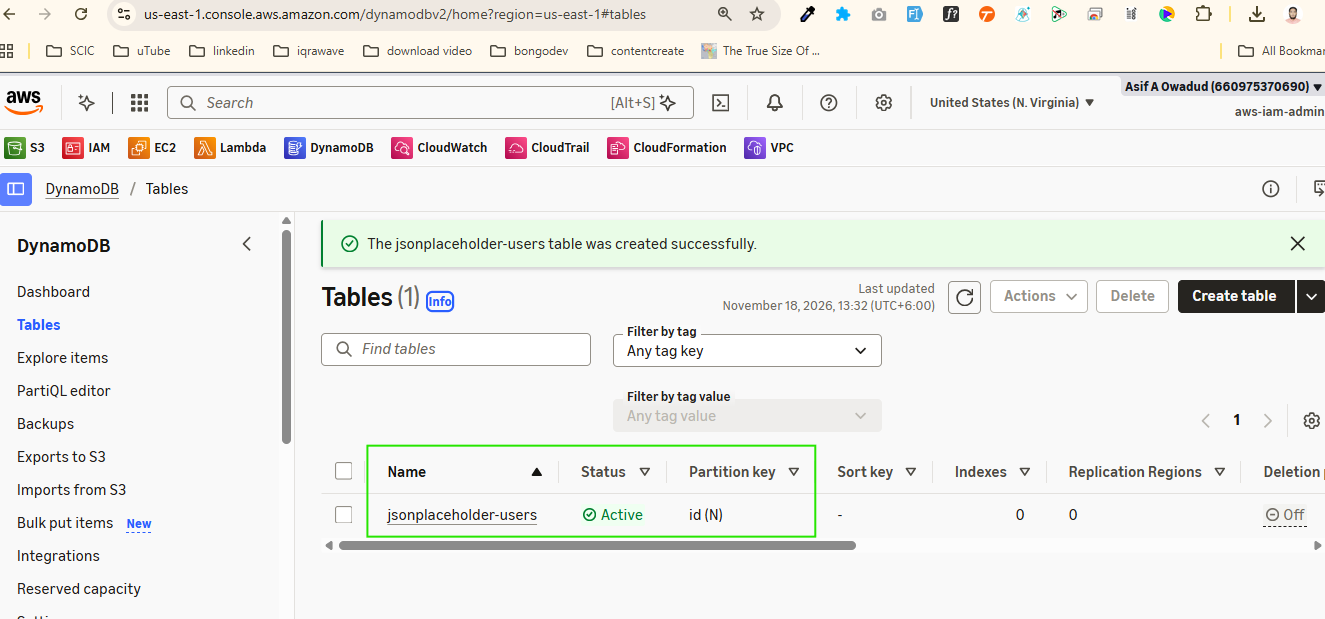 us-east-1.console.aws.amazon.com/dynamodbv2/home?region=us-east-1#tables
SCIC uTube linkedin iqrawave download video bongodev contentcreate The True Size Of ... All Bookmar
aws Search [Alt+S] United States (N. Virginia) Asif A Owadud (660975370690)
aws-iam-admin
S3 IAM EC2 Lambda DynamoDB CloudWatch CloudTrail CloudFormation VPC
DynamoDB / Tables
DynamoDB
Dashboard
Tables
Explore items
PartiQL editor
Backups
Exports to S3
Imports from S3
Bulk put items New
Integrations
Reserved capacity
The jsonplaceholder-users table was created successfully.
Tables (1) Info
Last updated
November 18, 2026, 13:32 (UTC+6:00)
Actions
Delete
Create table
Find tables
Filter by tag
Any tag key
Filter by tag value
Any tag value
1
Name Status Partition key Sort key Indexes Replication Regions Deletion
jsonplaceholder-users Active id (N) - 0 0 Off